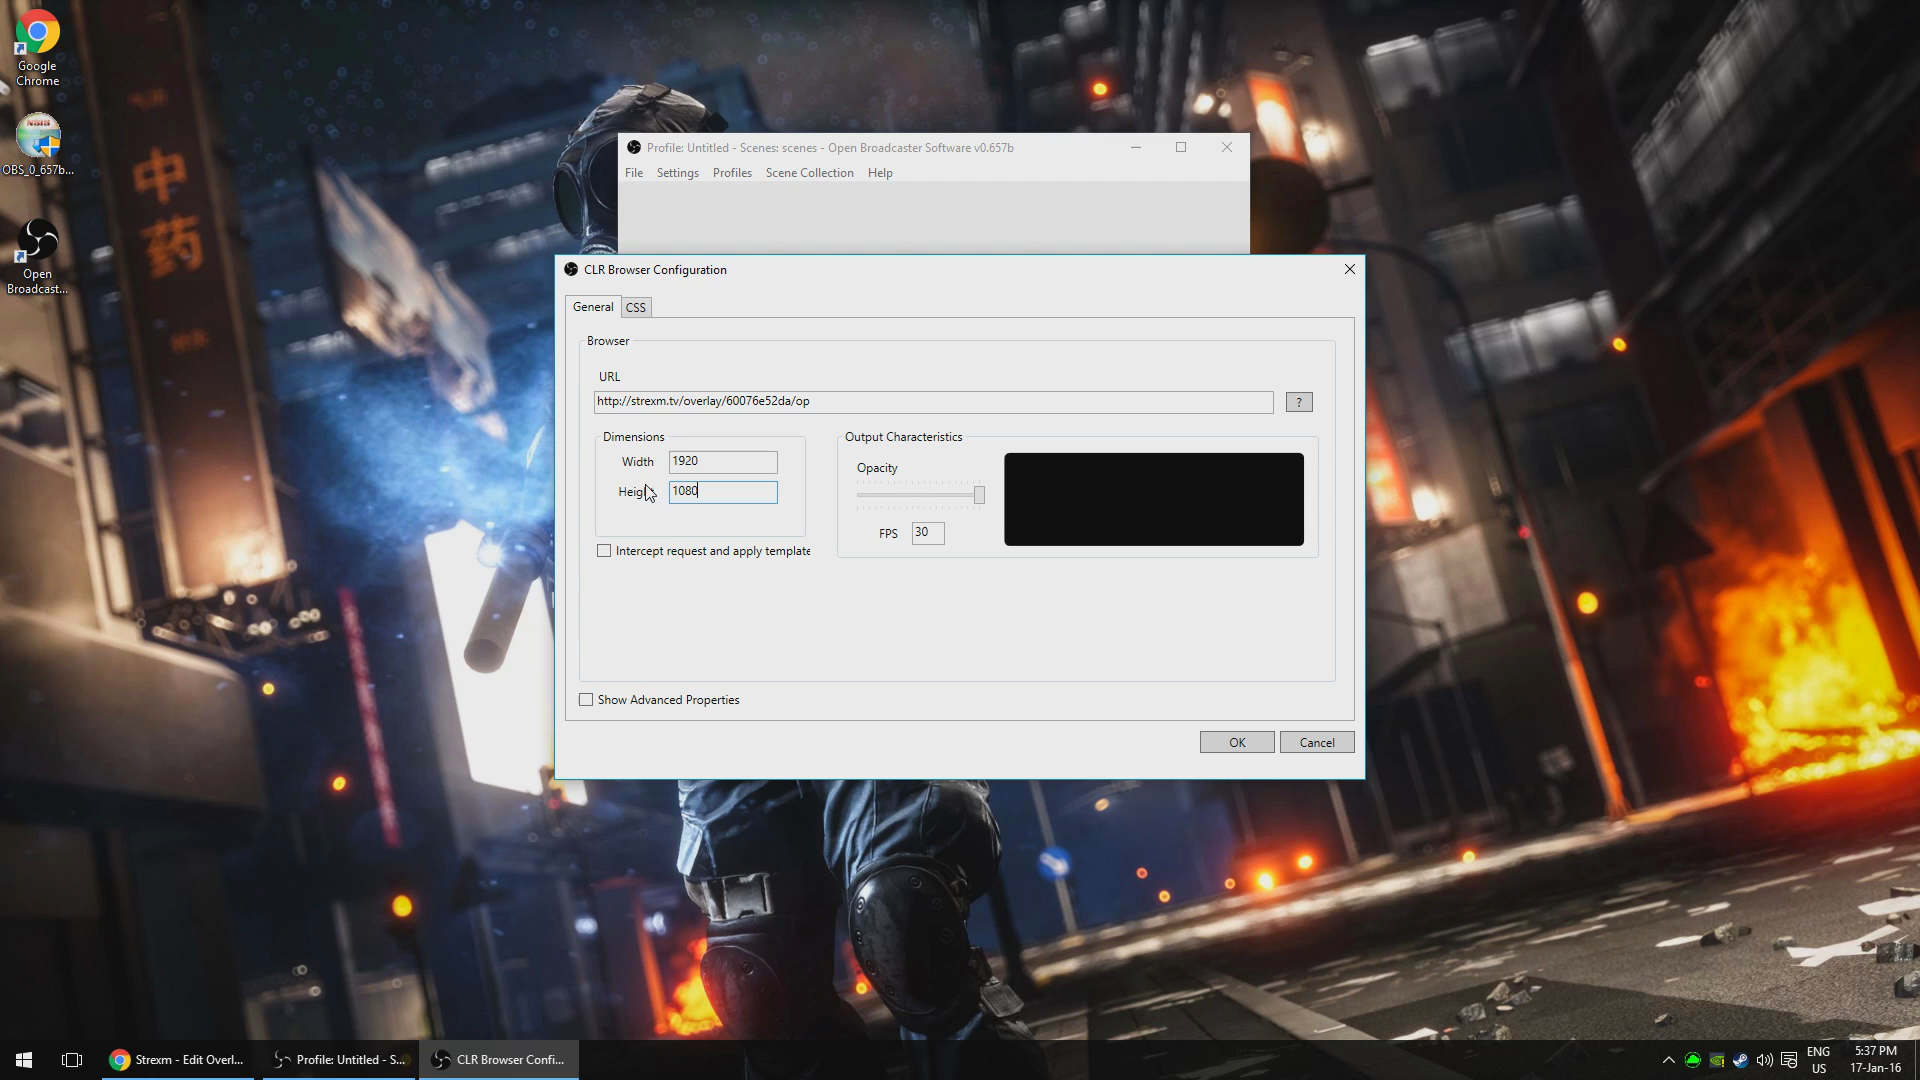 Google
Chrome
NSIS
OBS_0_657b...
Open
Broadcast...
中
药
Profile: Untitled - Scenes: scenes - Open Broadcaster Software v0.657b
File Settings Profiles Scene Collection Help
CLR Browser Configuration
General CSS
Browser
URL
http://strexm.tv/overlay/60076e52da/op
?
Dimensions
Width 1920
Height 1080
Intercept request and apply template
Output Characteristics
Opacity
FPS 30
Show Advanced Properties
OK Cancel
Strexm - Edit Overl...
Profile: Untitled - S...
CLR Browser Confi...
ENG
US
5:37 PM
17-Jan-16